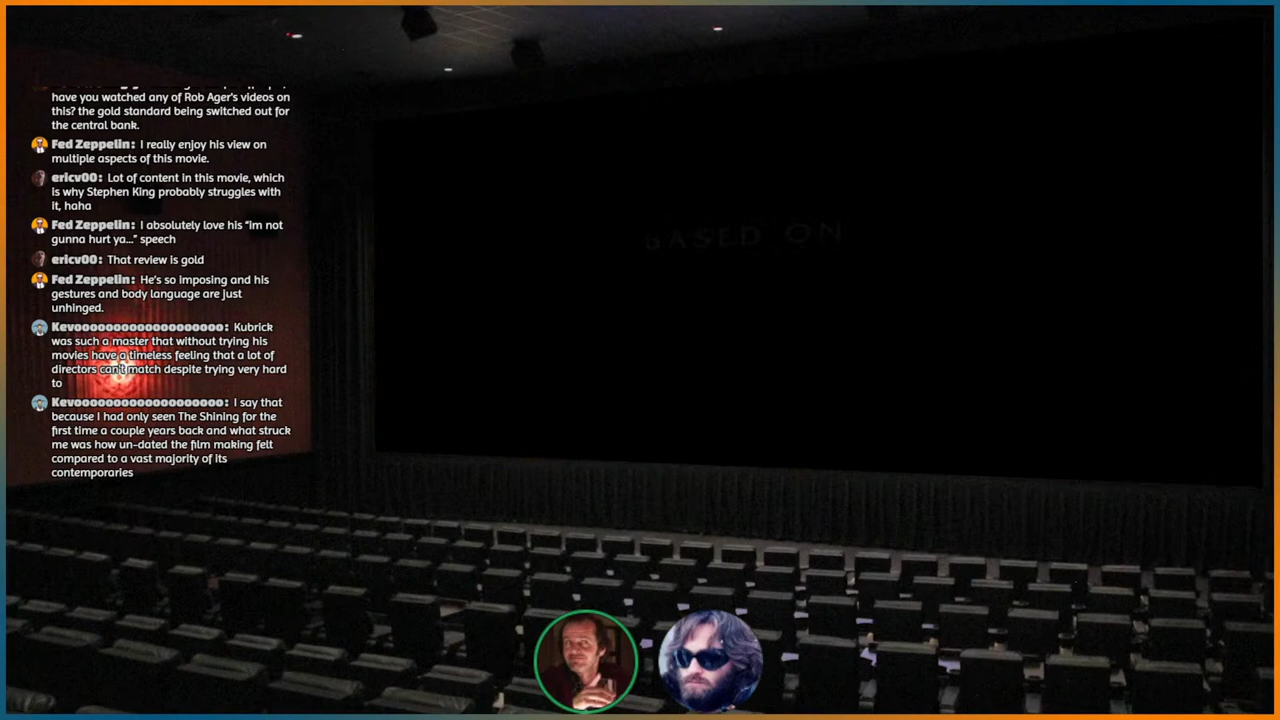 have you watched any of Rob Ager's videos on
this? the gold standard being switched out for
the central bank.
Fed Zeppelin: I really enjoy his view on
multiple aspects of this movie.
ericv00: Lot of content in this movie, which
is why Stephen King probably struggles with
it, haha
Fed Zeppelin: I absolutely love his "im not
gunna hurt ya..." speech
ericv00: That review is gold
Fed Zeppelin: He's so imposing and his
gestures and body language are just
unhinged.
Kevooooooooooooooooooo: Kubrick
was such a master that without trying his
movies have a timeless feeling that a lot of
directors can't match despite trying very hard
to
Kevooooooooooooooooooo: I say that
because I had only seen The Shining for the
first time a couple years back and what struck
me was how un-dated the film making felt
compared to a vast majority of its
contemporaries
BASED ON